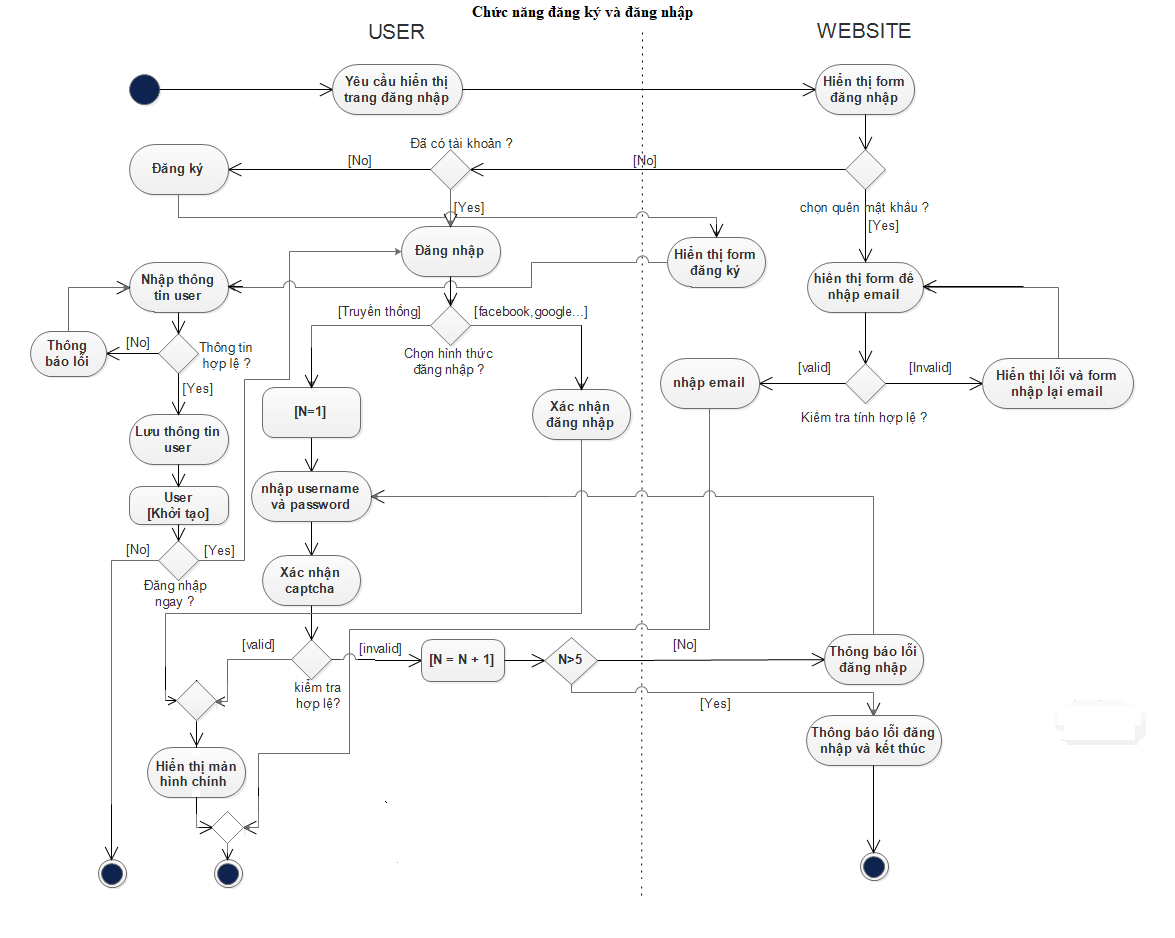 Chức năng đăng ký và đăng nhập
USER
WEBSITE
Yêu cầu hiển thị
trang đăng nhập
Hiển thị form
đăng nhập
Đã có tài khoản ?
[No]
[No]
Đăng ký
[Yes]
chọn quên mật khẩu ?
[Yes]
Đăng nhập
Hiển thị form
đăng ký
Nhập thông
tin user
hiển thị form để
nhập email
[Truyền thống]
[facebook,google...]
Chọn hình thức
đăng nhập ?
[No]
Thông
báo lỗi
Thông tin
hợp lệ ?
[Yes]
[valid]
[Invalid]
nhập email
Hiển thị lỗi và form
nhập lại email
Kiểm tra tính hợp lệ ?
[N=1]
Xác nhận
đăng nhập
Lưu thông tin
user
nhập username
và password
User
[Khởi tạo]
[No]
[Yes]
Đăng nhập
ngay ?
Xác nhận
captcha
[valid]
[invalid]
kiểm tra
hợp lệ?
[N = N + 1]
N>5
[No]
Thông báo lỗi
đăng nhập
[Yes]
Thông báo lỗi đăng
nhập và kết thúc
Hiển thị màn
hình chính